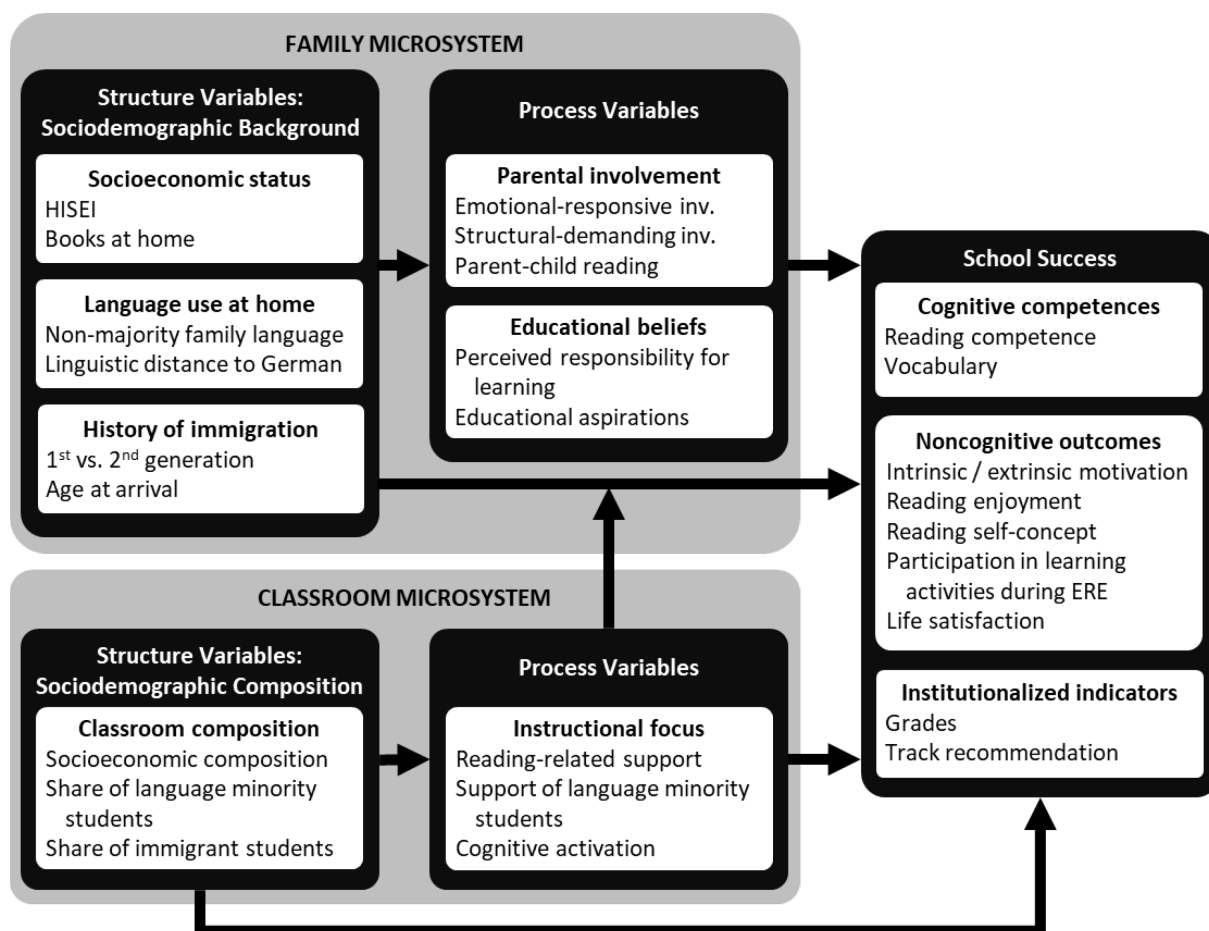 FAMILY MICROSYSTEM
Structure Variables:
Sociodemographic Background
Socioeconomic status
HISEI
Books at home
Language use at home
Non-majority family language
Linguistic distance to German
History of immigration
1st vs. 2nd generation
Age at arrival
Process Variables
Parental involvement
Emotional-responsive inv.
Structural-demanding inv.
Parent-child reading
Educational beliefs
Perceived responsibility for
learning
Educational aspirations
CLASSROOM MICROSYSTEM
Structure Variables:
Sociodemographic Composition
Classroom composition
Socioeconomic composition
Share of language minority
students
Share of immigrant students
Process Variables
Instructional focus
Reading-related support
Support of language minority
students
Cognitive activation
School Success
Cognitive competences
Reading competence
Vocabulary
Noncognitive outcomes
Intrinsic / extrinsic motivation
Reading enjoyment
Reading self-concept
Participation in learning
activities during ERE
Life satisfaction
Institutionalized indicators
Grades
Track recommendation